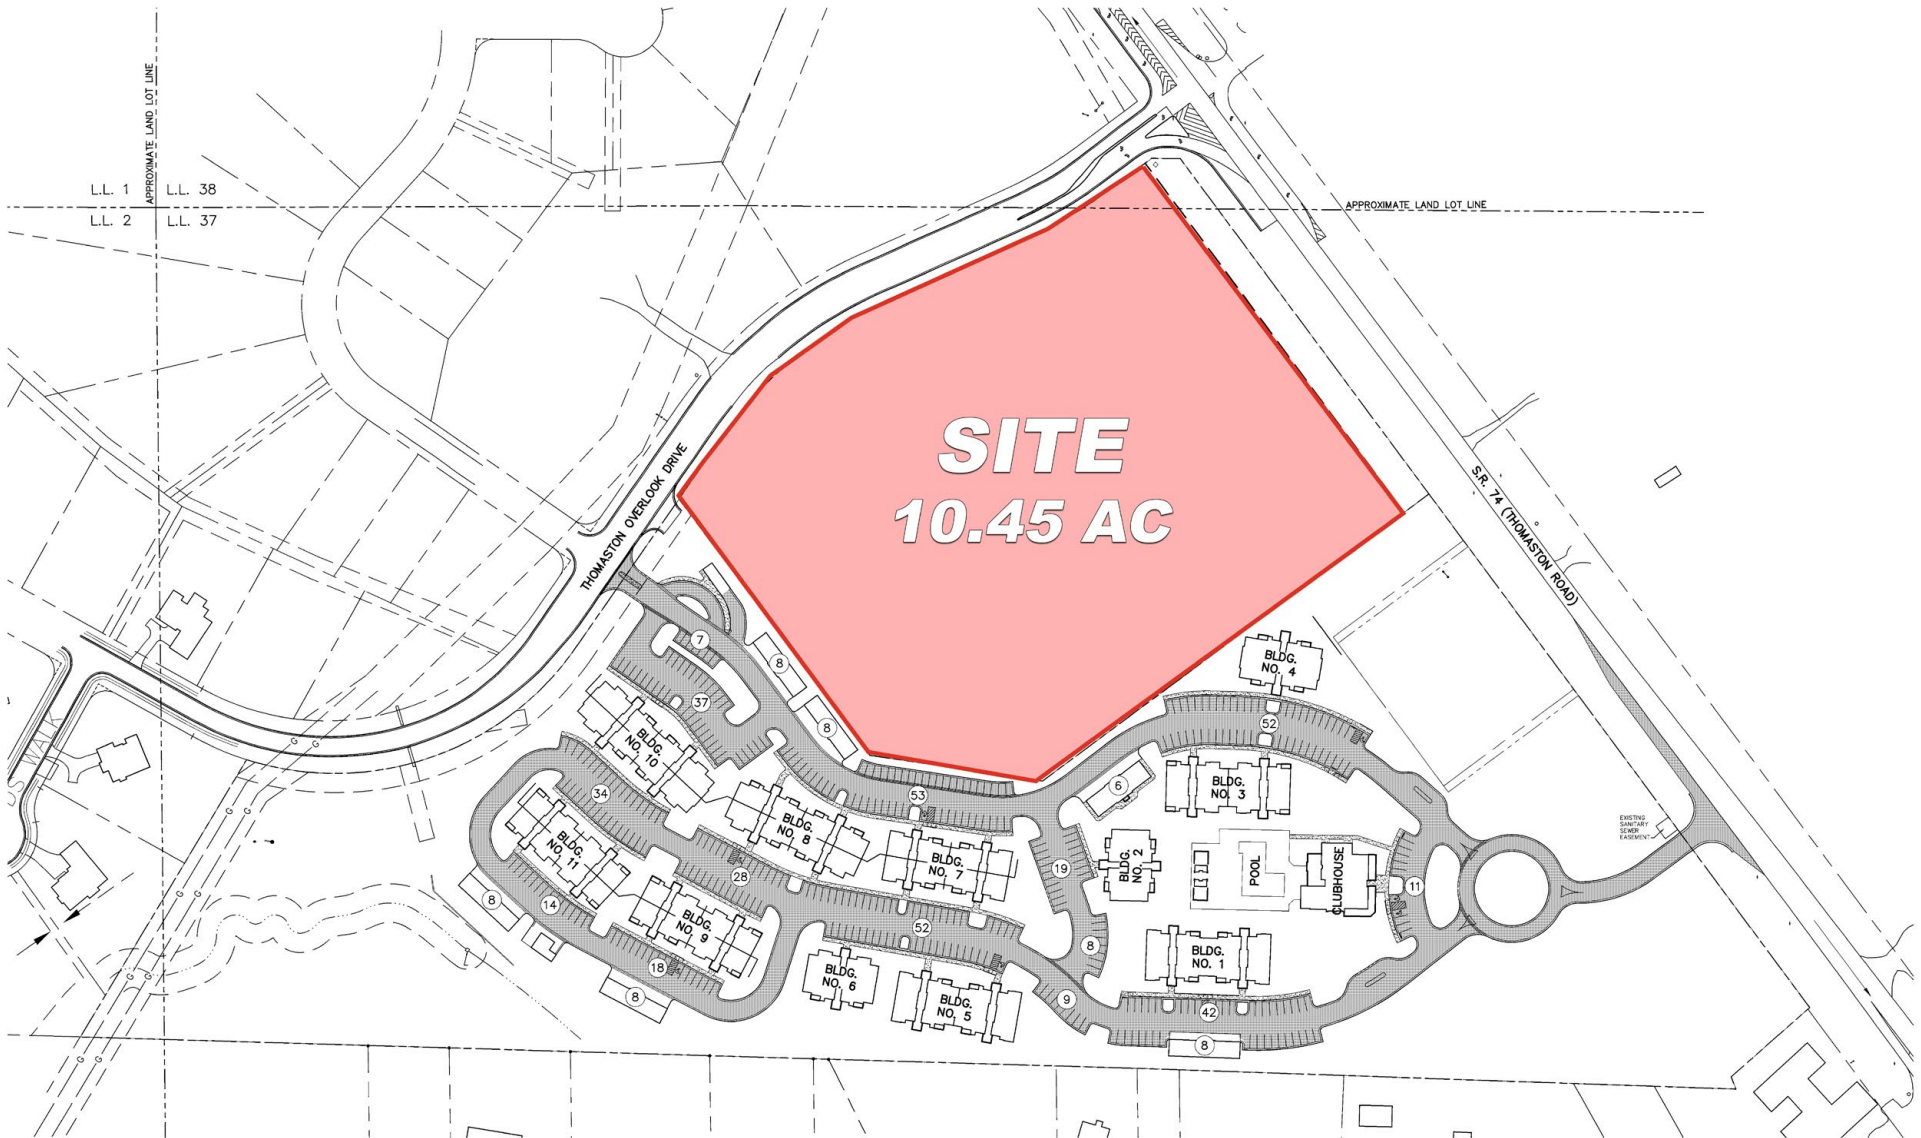 APPROXIMATE LAND LOT LINE
L.L. 1
L.L. 38
L.L. 2
L.L. 37
APPROXIMATE LAND LOT LINE
SITE
10.45 AC
THOMASTON OVERLOOK DRIVE
S.R. 74 (THOMASTON ROAD)
7
8
BLDG.
NO. 4
37
8
52
BLDG.
NO. 10
34
53
6
BLDG.
NO. 3
BLDG.
NO. 8
BLDG.
NO. 11
BLDG.
NO. 7
28
19
BLDG.
NO. 2
POOL
CLUBHOUSE
11
EXISTING
SANITARY
SEWER
EASEMENT
8
14
BLDG.
NO. 9
52
8
BLDG.
NO. 1
18
BLDG.
NO. 6
8
BLDG.
NO. 5
9
42
8
G
G
G
G
G
G
G
G